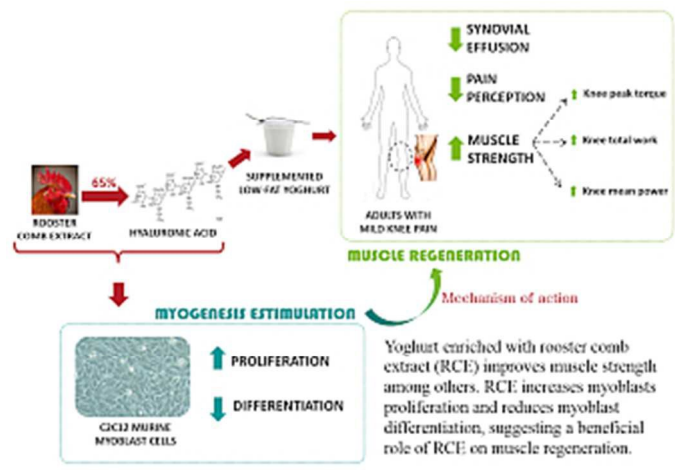 SYNOVIAL
EFFUSION
PAIN
PERCEPTION
MUSCLE
STRENGTH
Knee peak torque
Knee total work
Knee mean power
ADULTS WITH
MILD KNEE PAIN
SUPPLEMENTED
LOW-FAT YOGHURT
65%
ROOSTER
COMB EXTRACT
HYALURONIC ACID
MUSCLE REGENERATION
Mechanism of action
MYOGENESIS ESTIMULATION
PROLIFERATION
DIFFERENTIATION
C2C12 MURINE
MYOBLAST CELLS
Yoghurt enriched with rooster comb
extract (RCE) improves muscle strength
among others. RCE increases myoblasts
proliferation and reduces myoblast
differentiation, suggesting a beneficial
role of RCE on muscle regeneration.